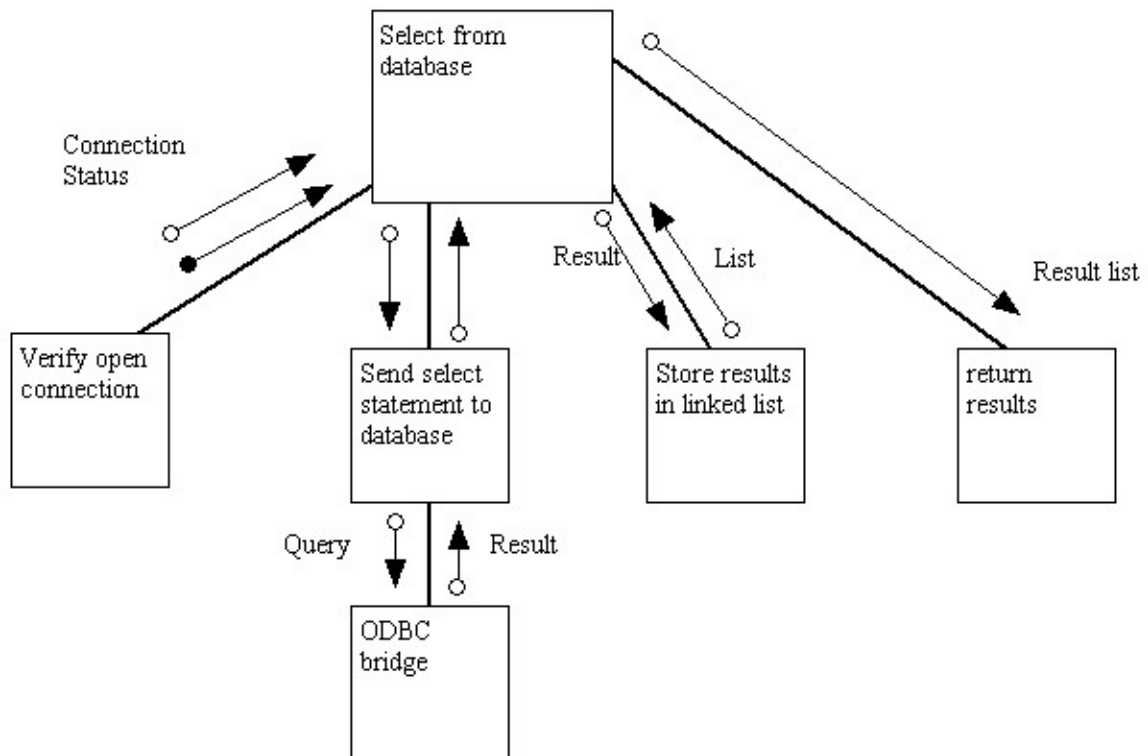 Select from
database
Connection
Status
Result
List
Result list
Verify open
connection
Send select
statement to
database
Store results
in linked list
return
results
Query
Result
ODBC
bridge